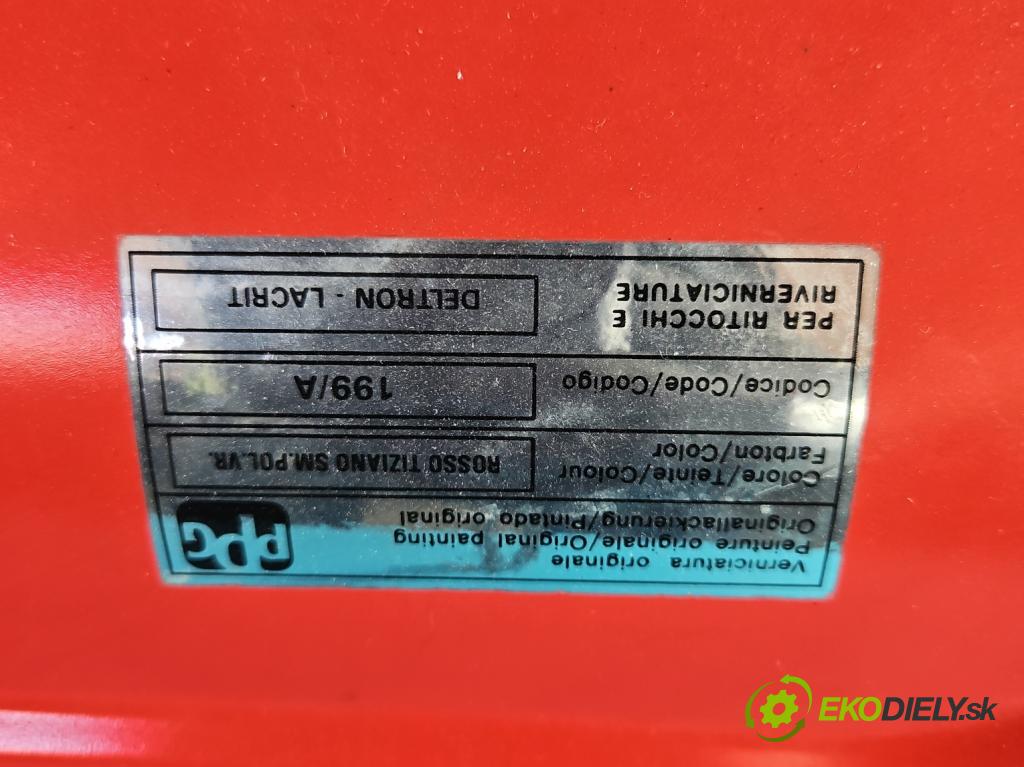 Verniciatura originale
Peinture originale/Original painting
Originallackierung/Pintado original
PPG
Colore/Teinte/Colour
Farbton/Color
ROSSO TIZIANO SM.POL.VR.
Codice/Code/Codigo
199/A
PER RITOCCHI E
RIVERNICIATURE
DELTRON - LACRIT
EKODIELY.sk